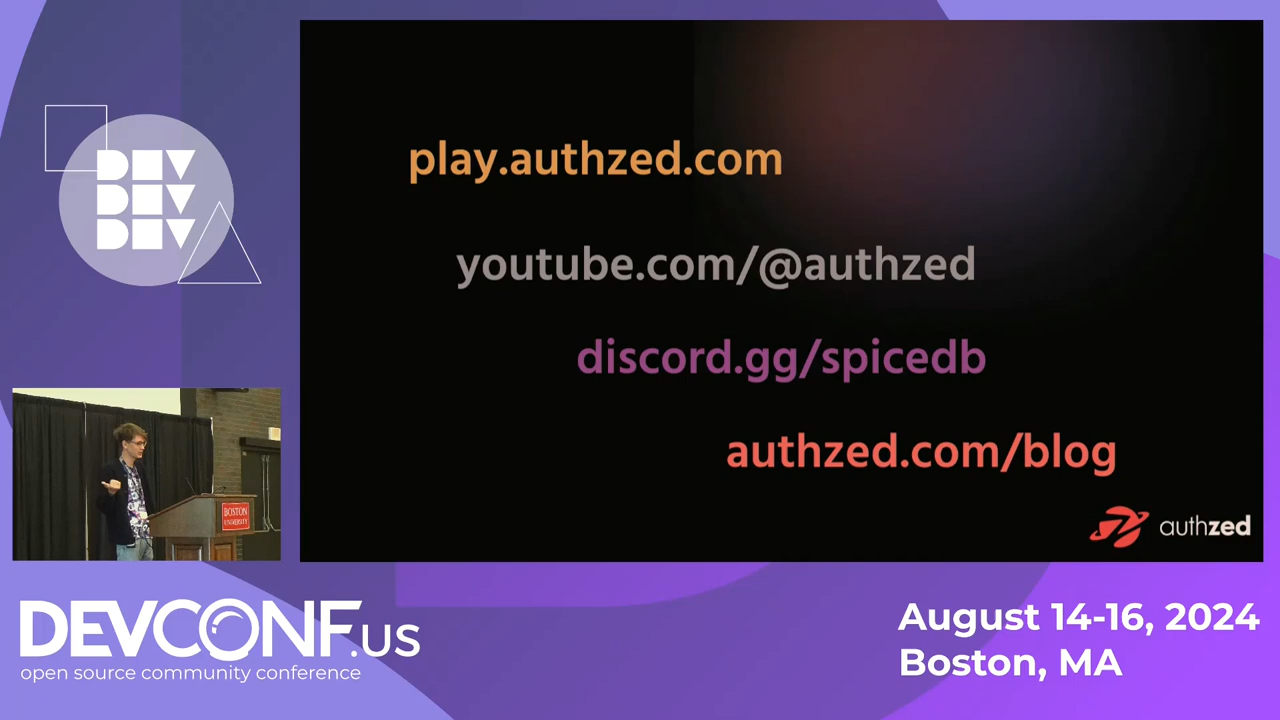 play.authzed.com
youtube.com/@authzed
discord.gg/spicedb
authzed.com/blog
authzed
DEV
DEV
DEV
BOSTON
UNIVERSITY
DEVCONF.US
open source community conference
August 14-16, 2024
Boston, MA